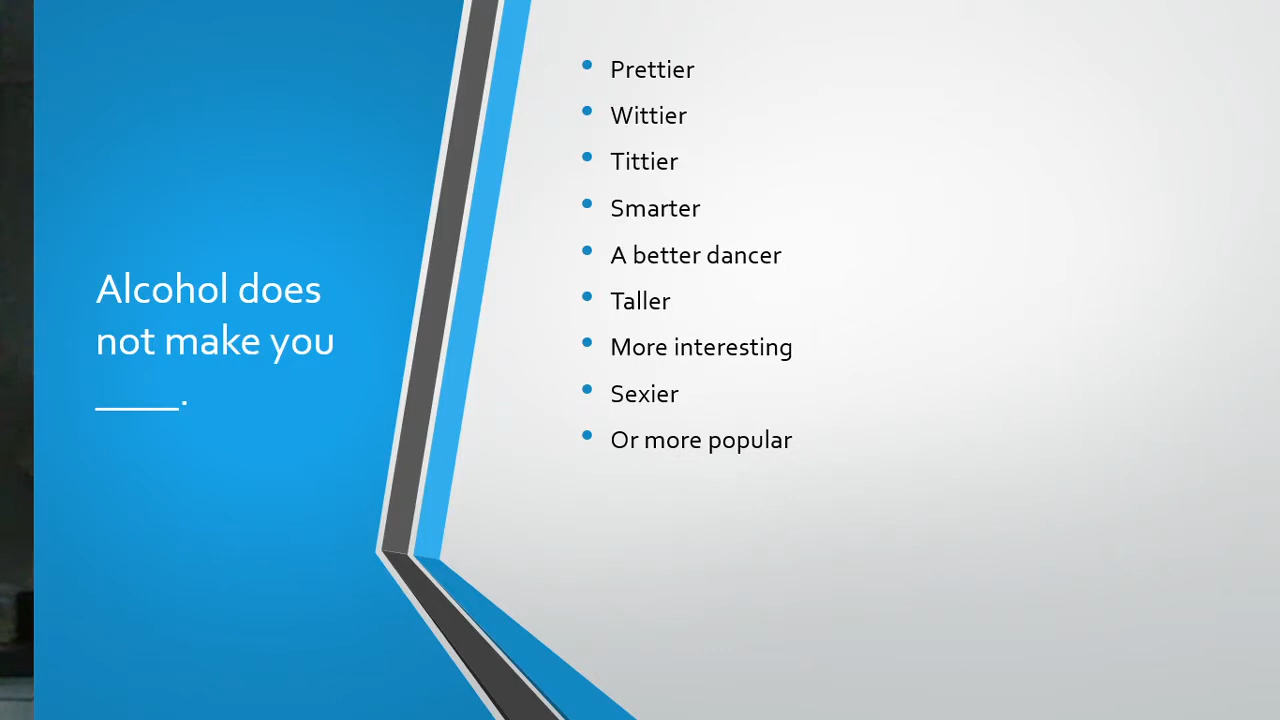 Alcohol does
not make you
_____.
Prettier
Wittier
Tittier
Smarter
A better dancer
Taller
More interesting
Sexier
Or more popular